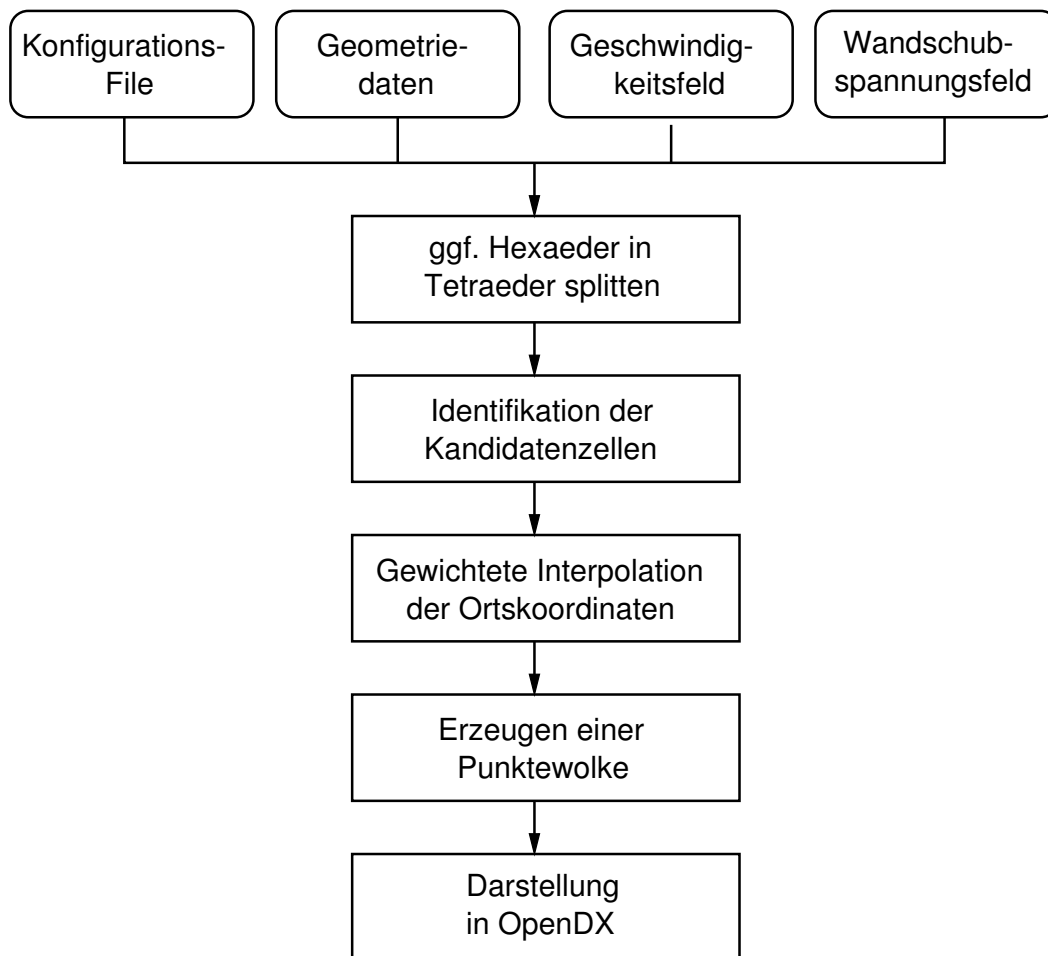 Konfigurations-
File
Geometrie-
daten
Geschwindig-
keitsfeld
Wandschub-
spannungsfeld
ggf. Hexaeder in
Tetraeder splitten
Identifikation der
Kandidatenzellen
Gewichtete Interpolation
der Ortskoordinaten
Erzeugen einer
Punktewolke
Darstellung
in OpenDX